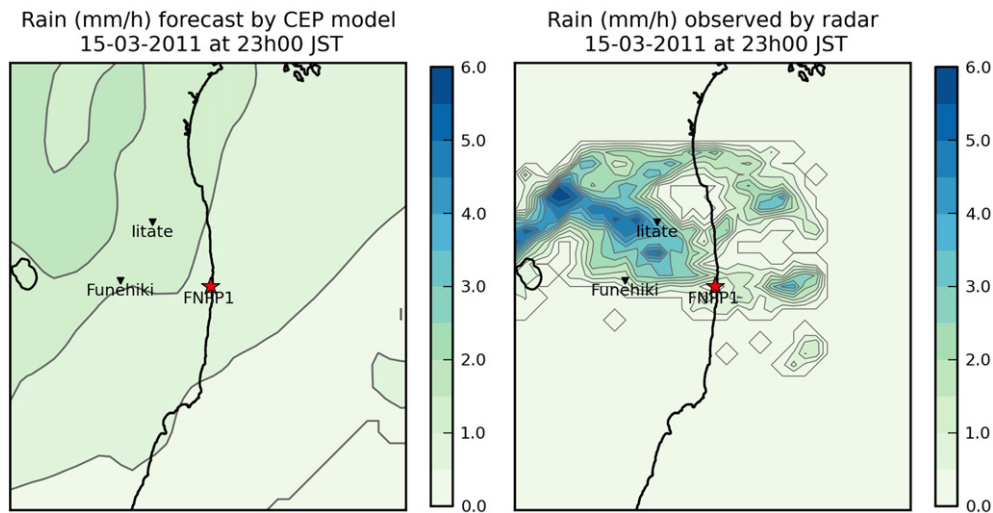 Rain (mm/h) forecast by CEP model
15-03-2011 at 23h00 JST
6.0
5.0
4.0
3.0
2.0
1.0
0.0
Iitate
Funehiki
FNPP1
Rain (mm/h) observed by radar
15-03-2011 at 23h00 JST
6.0
5.0
4.0
3.0
2.0
1.0
0.0
Iitate
Funehiki
FNPP1